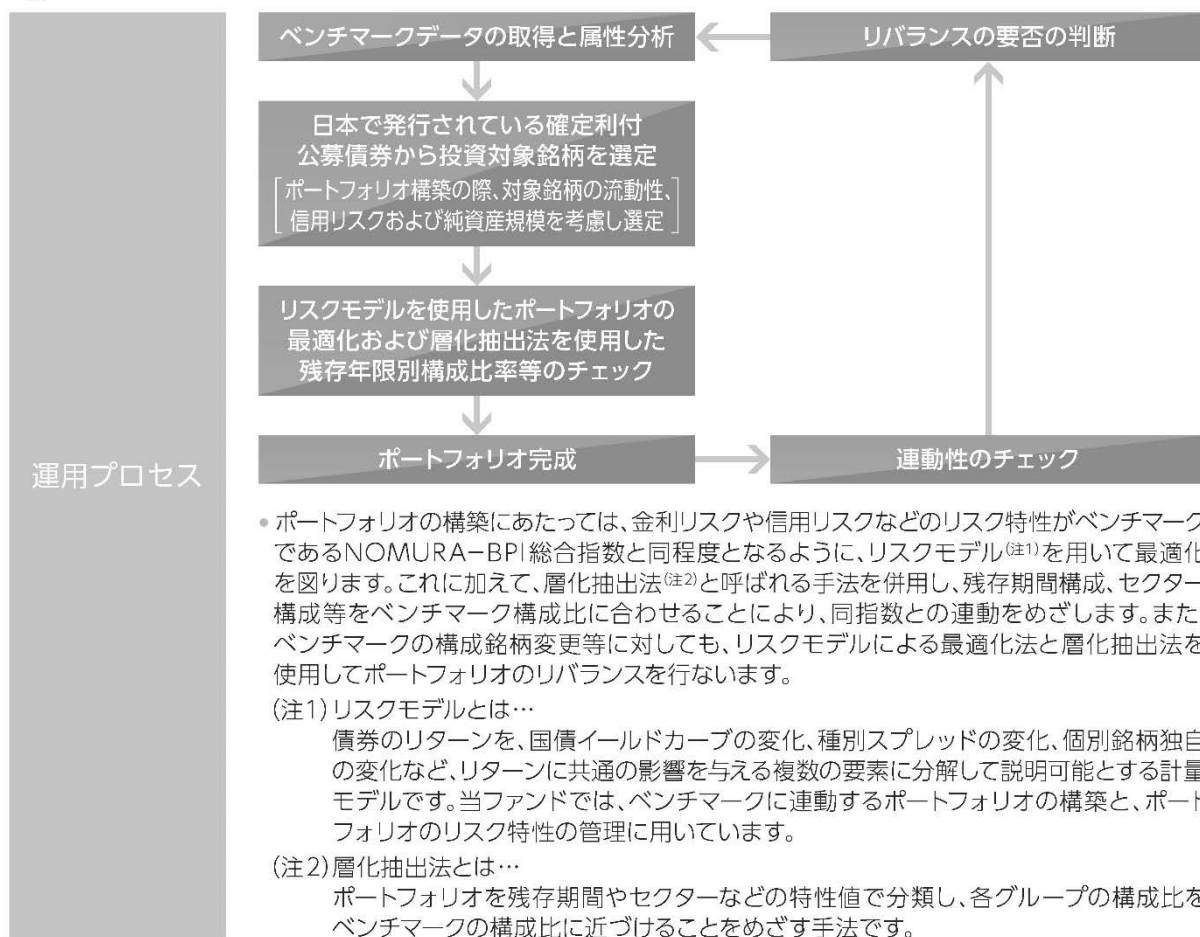 運用プロセス
ベンチマークデータの取得と属性分析
リバランスの要否の判断
日本で発行されている確定利付
公募債券から投資対象銘柄を選定
[ポートフォリオ構築の際、対象銘柄の流動性、
信用リスクおよび純資産規模を考慮し選定]
リスクモデルを使用したポートフォリオの
最適化および層化抽出法を使用した
残存年限別構成比率等のチェック
ポートフォリオ完成
連動性のチェック
• ポートフォリオの構築にあたっては、金利リスクや信用リスクなどのリスク特性がベンチマーク
であるNOMURA−BPI総合指数と同程度となるように、リスクモデル(注1)を用いて最適化
を図ります。これに加えて、層化抽出法(注2)と呼ばれる手法を併用し、残存期間構成、セクター
構成等をベンチマーク構成比に合わせることにより、同指数との連動をめざします。また
ベンチマークの構成銘柄変更等に対しても、リスクモデルによる最適化法と層化抽出法を
使用してポートフォリオのリバランスを行ないます。
(注1)リスクモデルとは…
債券のリターンを、国債イールドカーブの変化、種別スプレッドの変化、個別銘柄独自
の変化など、リターンに共通の影響を与える複数の要素に分解して説明可能とする計量
モデルです。当ファンドでは、ベンチマークに連動するポートフォリオの構築と、ポート
フォリオのリスク特性の管理に用いています。
(注2)層化抽出法とは…
ポートフォリオを残存期間やセクターなどの特性値で分類し、各グループの構成比を
ベンチマークの構成比に近づけることをめざす手法です。